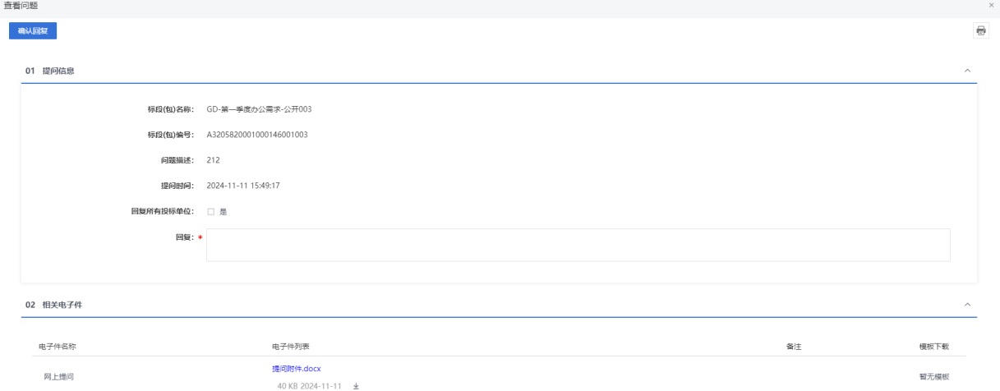 查看问题
确认回复
01 提问信息
标段(包)名称： GD-第一季度办公需求-公开003
标段(包)编号： A3205820001000146001003
问题描述： 212
提问时间： 2024-11-11 15:49:17
回复所有投标单位： 是
回复： *
02 相关电子件
电子件名称 电子件列表 备注 模板下载
提问附件.docx
网上提问 暂无模板
40 KB 2024-11-11